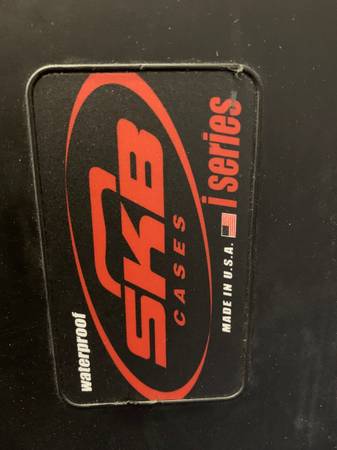 waterproof
SKB
CASES
MADE IN U.S.A.
i series